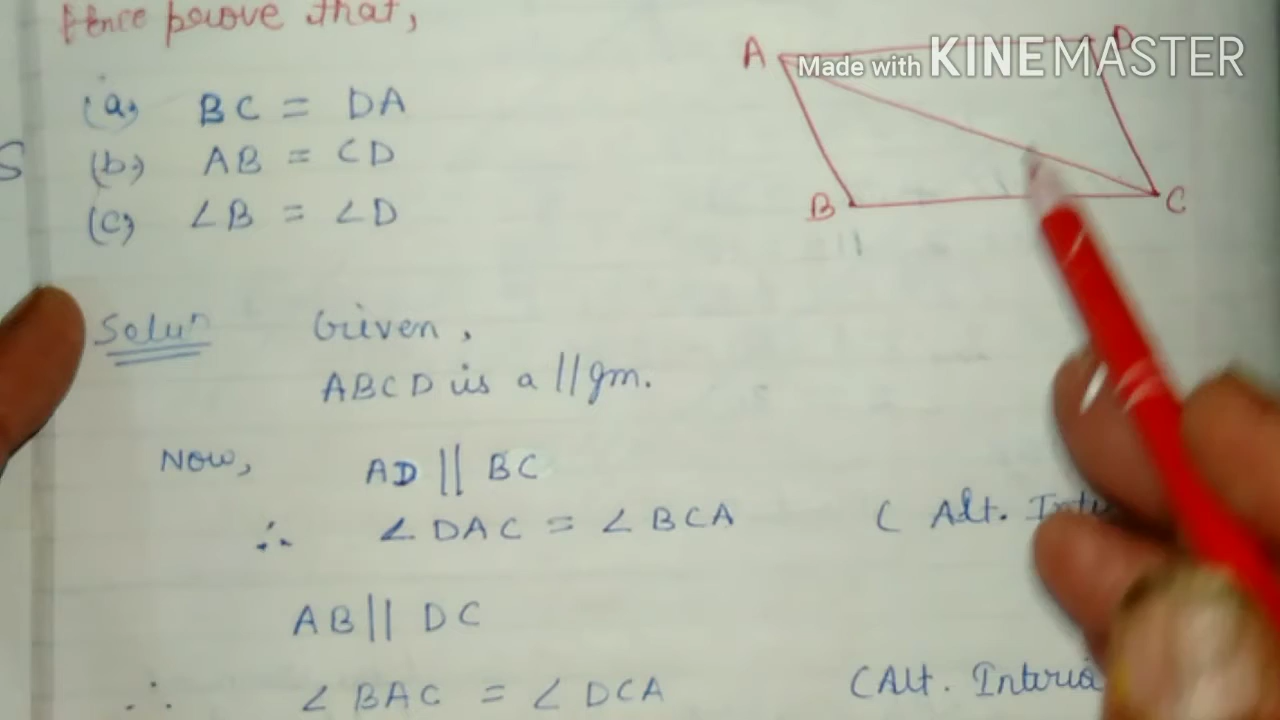 Hence prove that,
(a) BC = DA
(b) AB = CD
(c) ∠B = ∠D
S
A
D
B
C
Made with KINEMASTER
Soluⁿ Given,
ABCD is a ||gm.
Now, AD || BC
∴ ∠DAC = ∠BCA ( Alt.
AB || DC
∴ ∠BAC = ∠DCA (Alt.